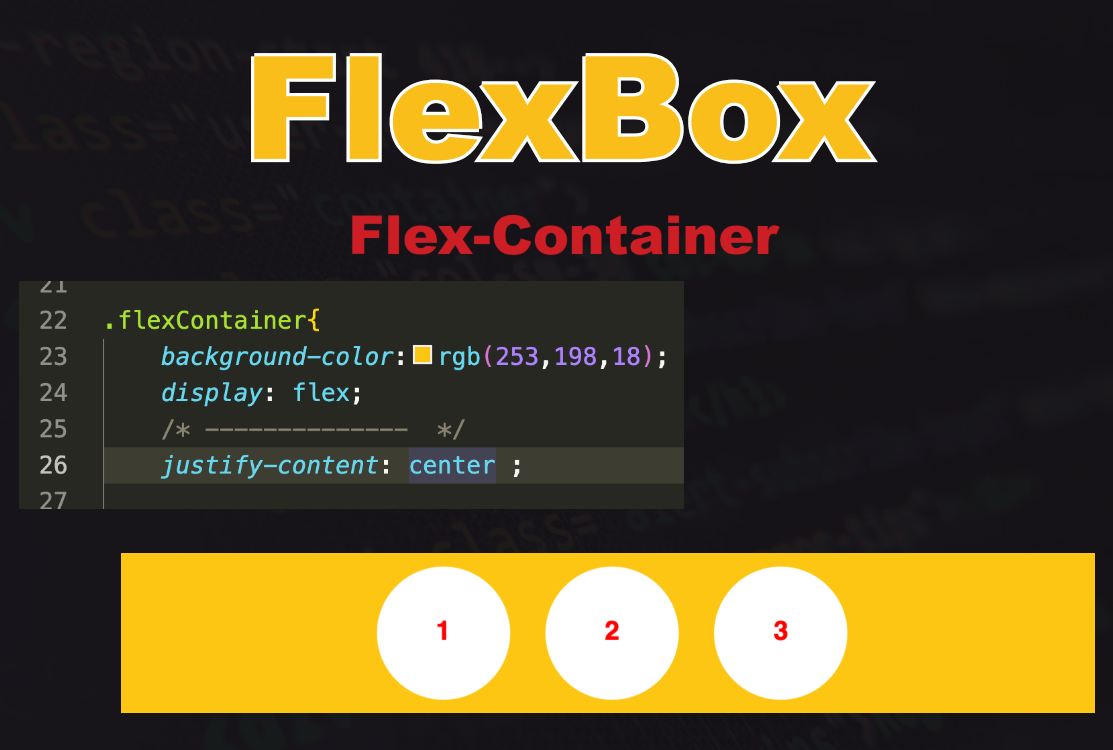 FlexBox
Flex-Container
21
22 .flexContainer{
23 background-color: rgb(253,198,18);
24 display: flex;
25 /* -------------- */
26 justify-content: center ;
27
1 2 3